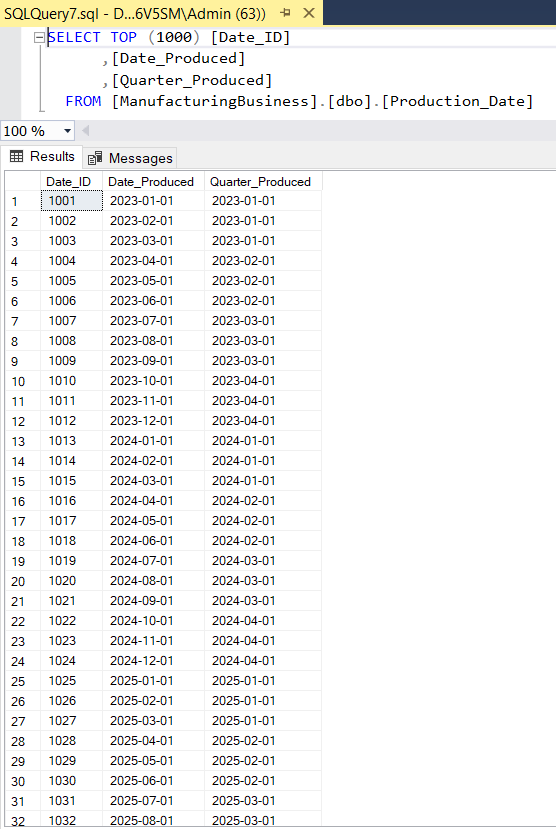 SQLQuery7.sql - D...6V5SM\Admin (63))
SELECT TOP (1000) [Date_ID]
,[Date_Produced]
,[Quarter_Produced]
FROM [ManufacturingBusiness].[dbo].[Production_Date]
100 %
Results Messages
Date_ID Date_Produced Quarter_Produced
1 1001 2023-01-01 2023-01-01
2 1002 2023-02-01 2023-01-01
3 1003 2023-03-01 2023-01-01
4 1004 2023-04-01 2023-02-01
5 1005 2023-05-01 2023-02-01
6 1006 2023-06-01 2023-02-01
7 1007 2023-07-01 2023-03-01
8 1008 2023-08-01 2023-03-01
9 1009 2023-09-01 2023-03-01
10 1010 2023-10-01 2023-04-01
11 1011 2023-11-01 2023-04-01
12 1012 2023-12-01 2023-04-01
13 1013 2024-01-01 2024-01-01
14 1014 2024-02-01 2024-01-01
15 1015 2024-03-01 2024-01-01
16 1016 2024-04-01 2024-02-01
17 1017 2024-05-01 2024-02-01
18 1018 2024-06-01 2024-02-01
19 1019 2024-07-01 2024-03-01
20 1020 2024-08-01 2024-03-01
21 1021 2024-09-01 2024-03-01
22 1022 2024-10-01 2024-04-01
23 1023 2024-11-01 2024-04-01
24 1024 2024-12-01 2024-04-01
25 1025 2025-01-01 2025-01-01
26 1026 2025-02-01 2025-01-01
27 1027 2025-03-01 2025-01-01
28 1028 2025-04-01 2025-02-01
29 1029 2025-05-01 2025-02-01
30 1030 2025-06-01 2025-02-01
31 1031 2025-07-01 2025-03-01
32 1032 2025-08-01 2025-03-01